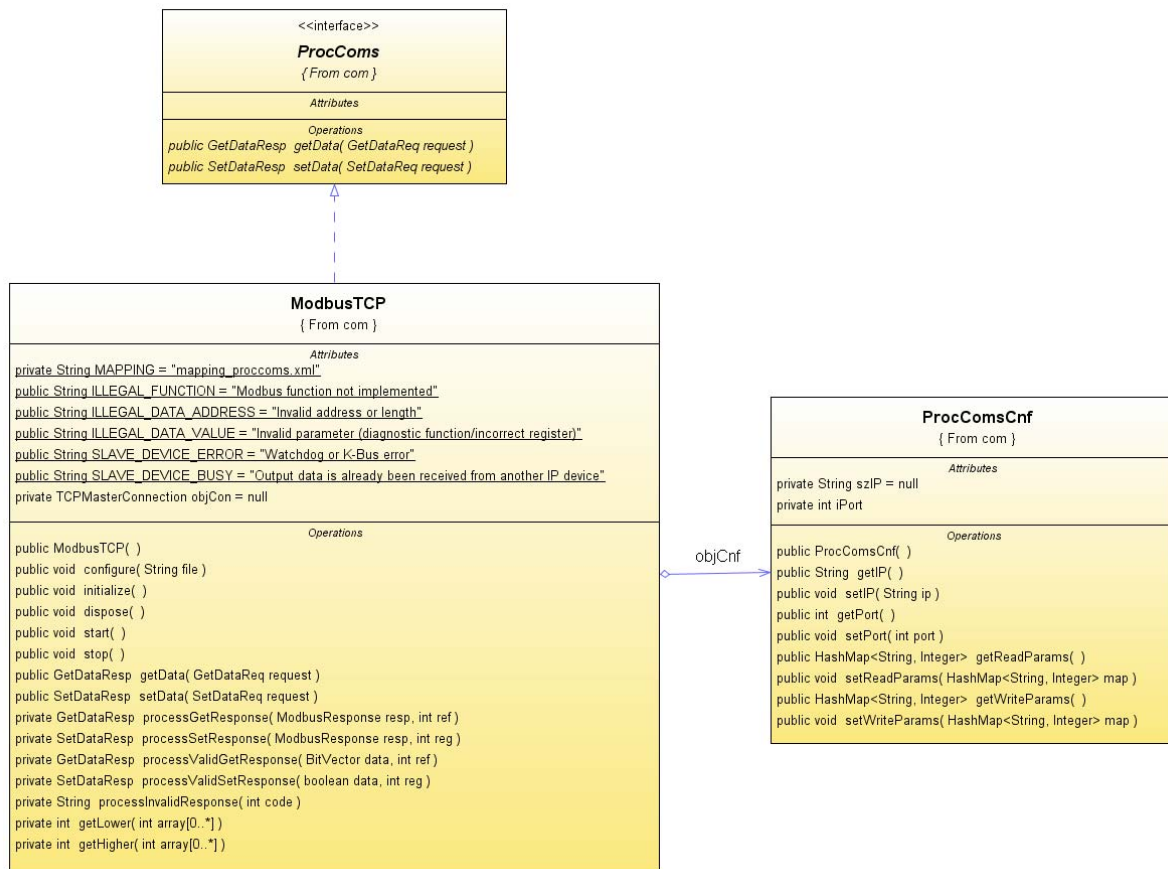 <<interface>>
ProcComs
{ From com }
Attributes
Operations
public GetDataResp getData( GetDataReq request )
public SetDataResp setData( SetDataReq request )
ModbusTCP
{ From com }
Attributes
private String MAPPING = "mapping_proccoms.xml"
public String ILLEGAL_FUNCTION = "Modbus function not implemented"
public String ILLEGAL_DATA_ADDRESS = "Invalid address or length"
public String ILLEGAL_DATA_VALUE = "Invalid parameter (diagnostic function/incorrect register)"
public String SLAVE_DEVICE_ERROR = "Watchdog or K-Bus error"
public String SLAVE_DEVICE_BUSY = "Output data is already been received from another IP device"
private TCPMasterConnection objCon = null
Operations
public ModbusTCP( )
public void configure( String file )
public void initialize( )
public void dispose( )
public void start( )
public void stop( )
public GetDataResp getData( GetDataReq request )
public SetDataResp setData( SetDataReq request )
private GetDataResp processGetResponse( ModbusResponse resp, int ref )
private SetDataResp processSetResponse( ModbusResponse resp, int reg )
private GetDataResp processValidGetResponse( BitVector data, int ref )
private SetDataResp processValidSetResponse( boolean data, int reg )
private String processInvalidResponse( int code )
private int getLower( int array[0..*] )
private int getHigher( int array[0..*] )
objCnf
ProcComsCnf
{ From com }
Attributes
private String szIP = null
private int iPort
Operations
public ProcComsCnf( )
public String getIP( )
public void setIP( String ip )
public int getPort( )
public void setPort( int port )
public HashMap<String, Integer> getReadParams( )
public void setReadParams( HashMap<String, Integer> map )
public HashMap<String, Integer> getWriteParams( )
public void setWriteParams( HashMap<String, Integer> map )